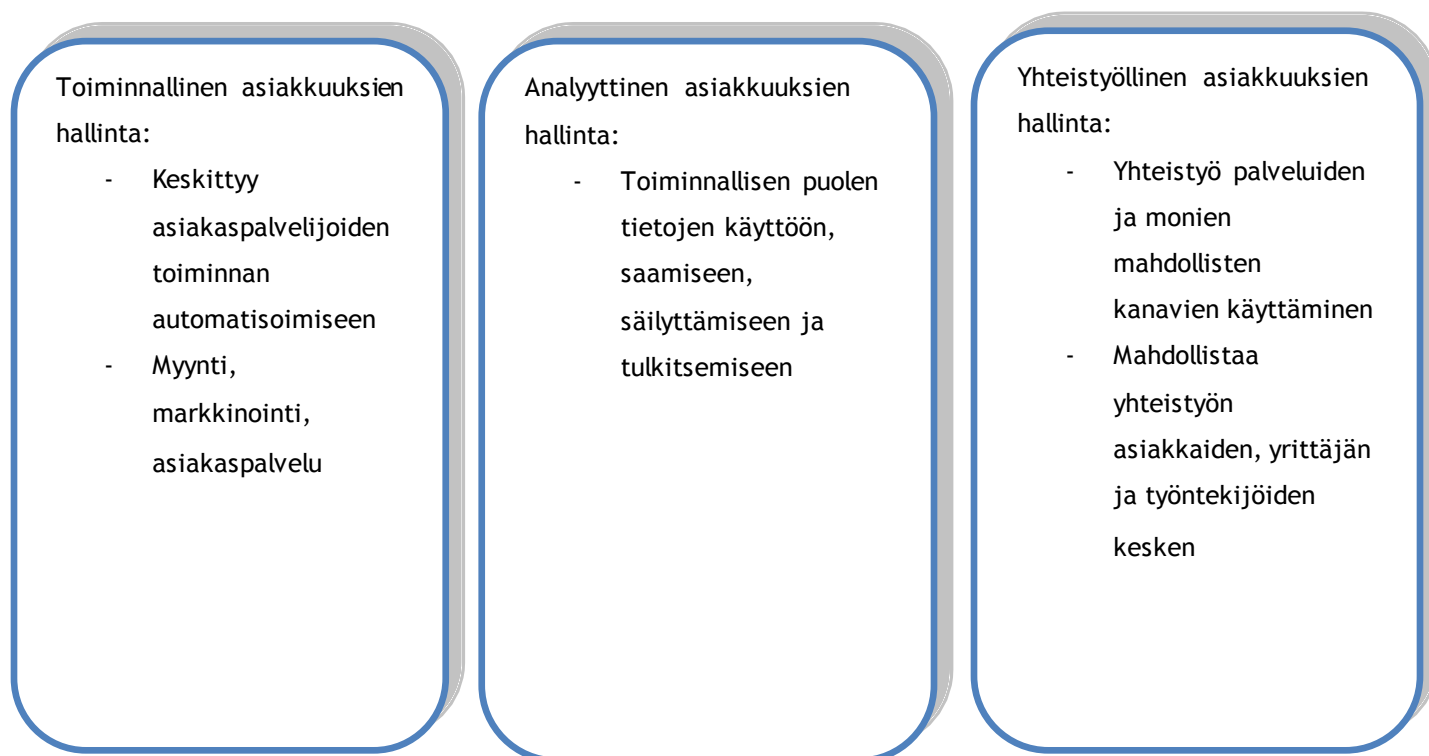 Toiminnallinen asiakkuuksien
hallinta:
- Keskittyy
asiakaspalvelijoiden
toiminnan
automatisoimiseen
- Myynti,
markkinointi,
asiakaspalvelu
Analyyttinen asiakkuuksien
hallinta:
- Toiminnallisen puolen
tietojen käyttöön,
saamiseen,
säilyttämiseen ja
tulkitsemiseen
Yhteistyöllinen asiakkuuksien
hallinta:
- Yhteistyö palveluiden
ja monien
mahdollisten
kanavien käyttäminen
- Mahdollistaa
yhteistyön
asiakkaiden, yrittäjän
ja työntekijöiden
kesken